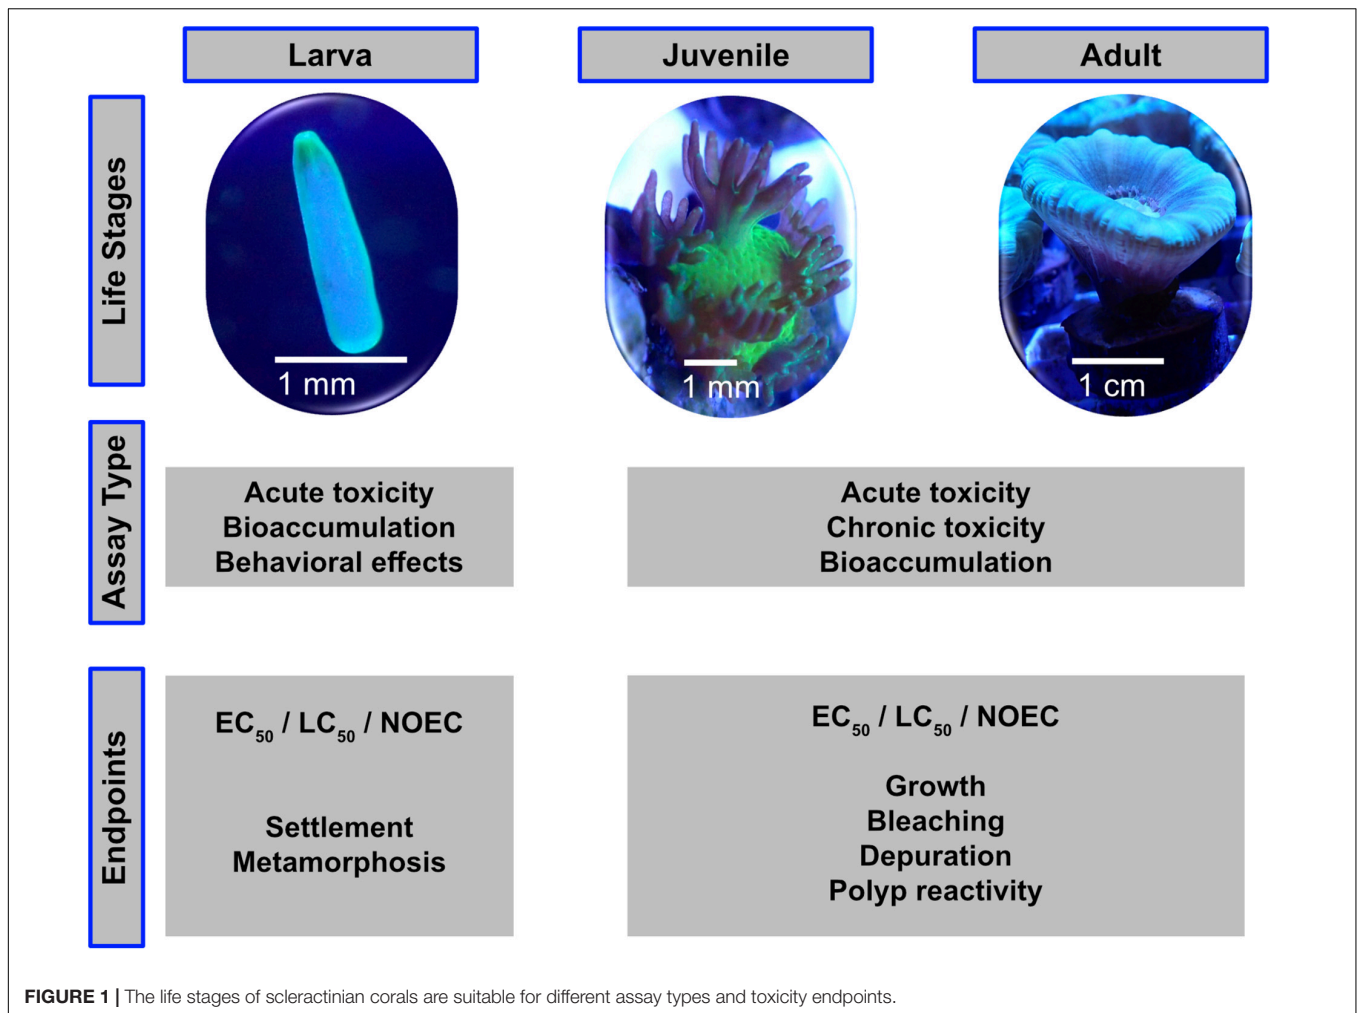 Larva
Juvenile
Adult
Life Stages
1 mm
1 mm
1 cm
Assay Type
Acute toxicity
Bioaccumulation
Behavioral effects
Acute toxicity
Chronic toxicity
Bioaccumulation
Endpoints
EC50 / LC50 / NOEC
Settlement
Metamorphosis
EC50 / LC50 / NOEC
Growth
Bleaching
Depuration
Polyp reactivity
FIGURE 1 | The life stages of scleractinian corals are suitable for different assay types and toxicity endpoints.